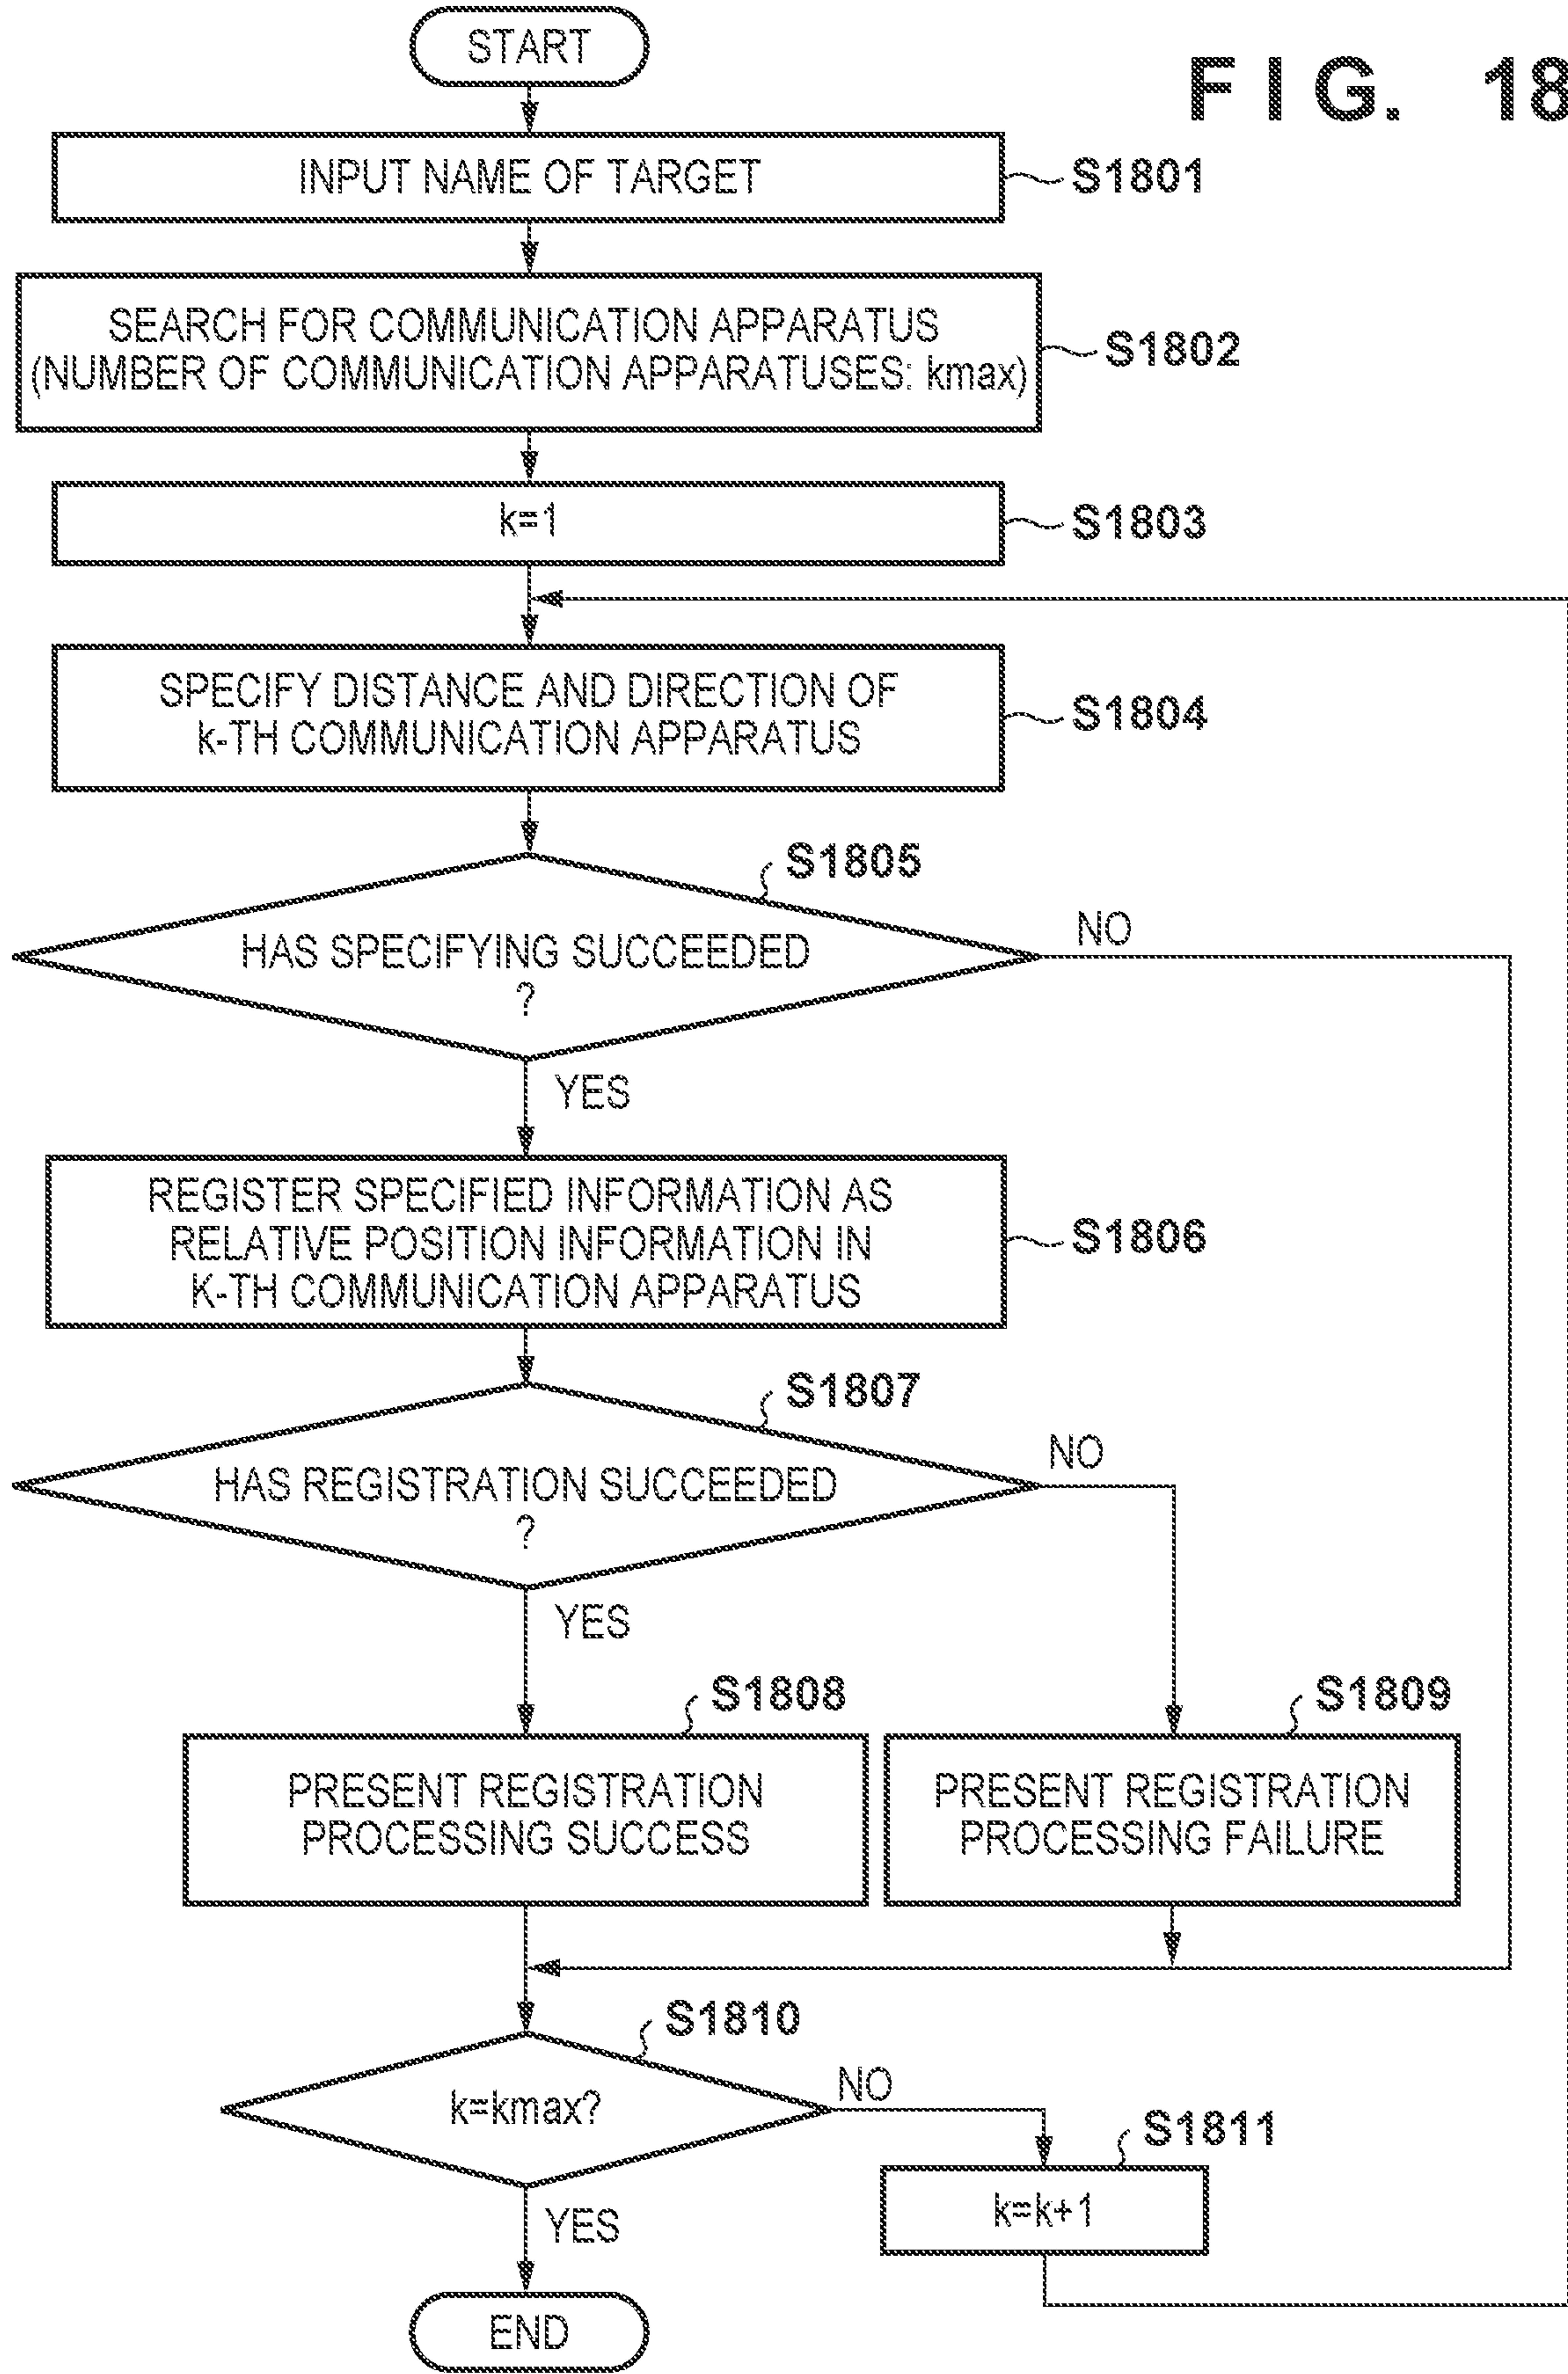 START
FIG. 18
INPUT NAME OF TARGET
S1801
SEARCH FOR COMMUNICATION APPARATUS
(NUMBER OF COMMUNICATION APPARATUSES: kmax)
S1802
k=1
S1803
SPECIFY DISTANCE AND DIRECTION OF
k-TH COMMUNICATION APPARATUS
S1804
S1805
HAS SPECIFYING SUCCEEDED
?
NO
YES
REGISTER SPECIFIED INFORMATION AS
RELATIVE POSITION INFORMATION IN
K-TH COMMUNICATION APPARATUS
S1806
S1807
HAS REGISTRATION SUCCEEDED
?
NO
YES
S1808
PRESENT REGISTRATION
PROCESSING SUCCESS
S1809
PRESENT REGISTRATION
PROCESSING FAILURE
S1810
k=kmax?
NO
S1811
k=k+1
YES
END